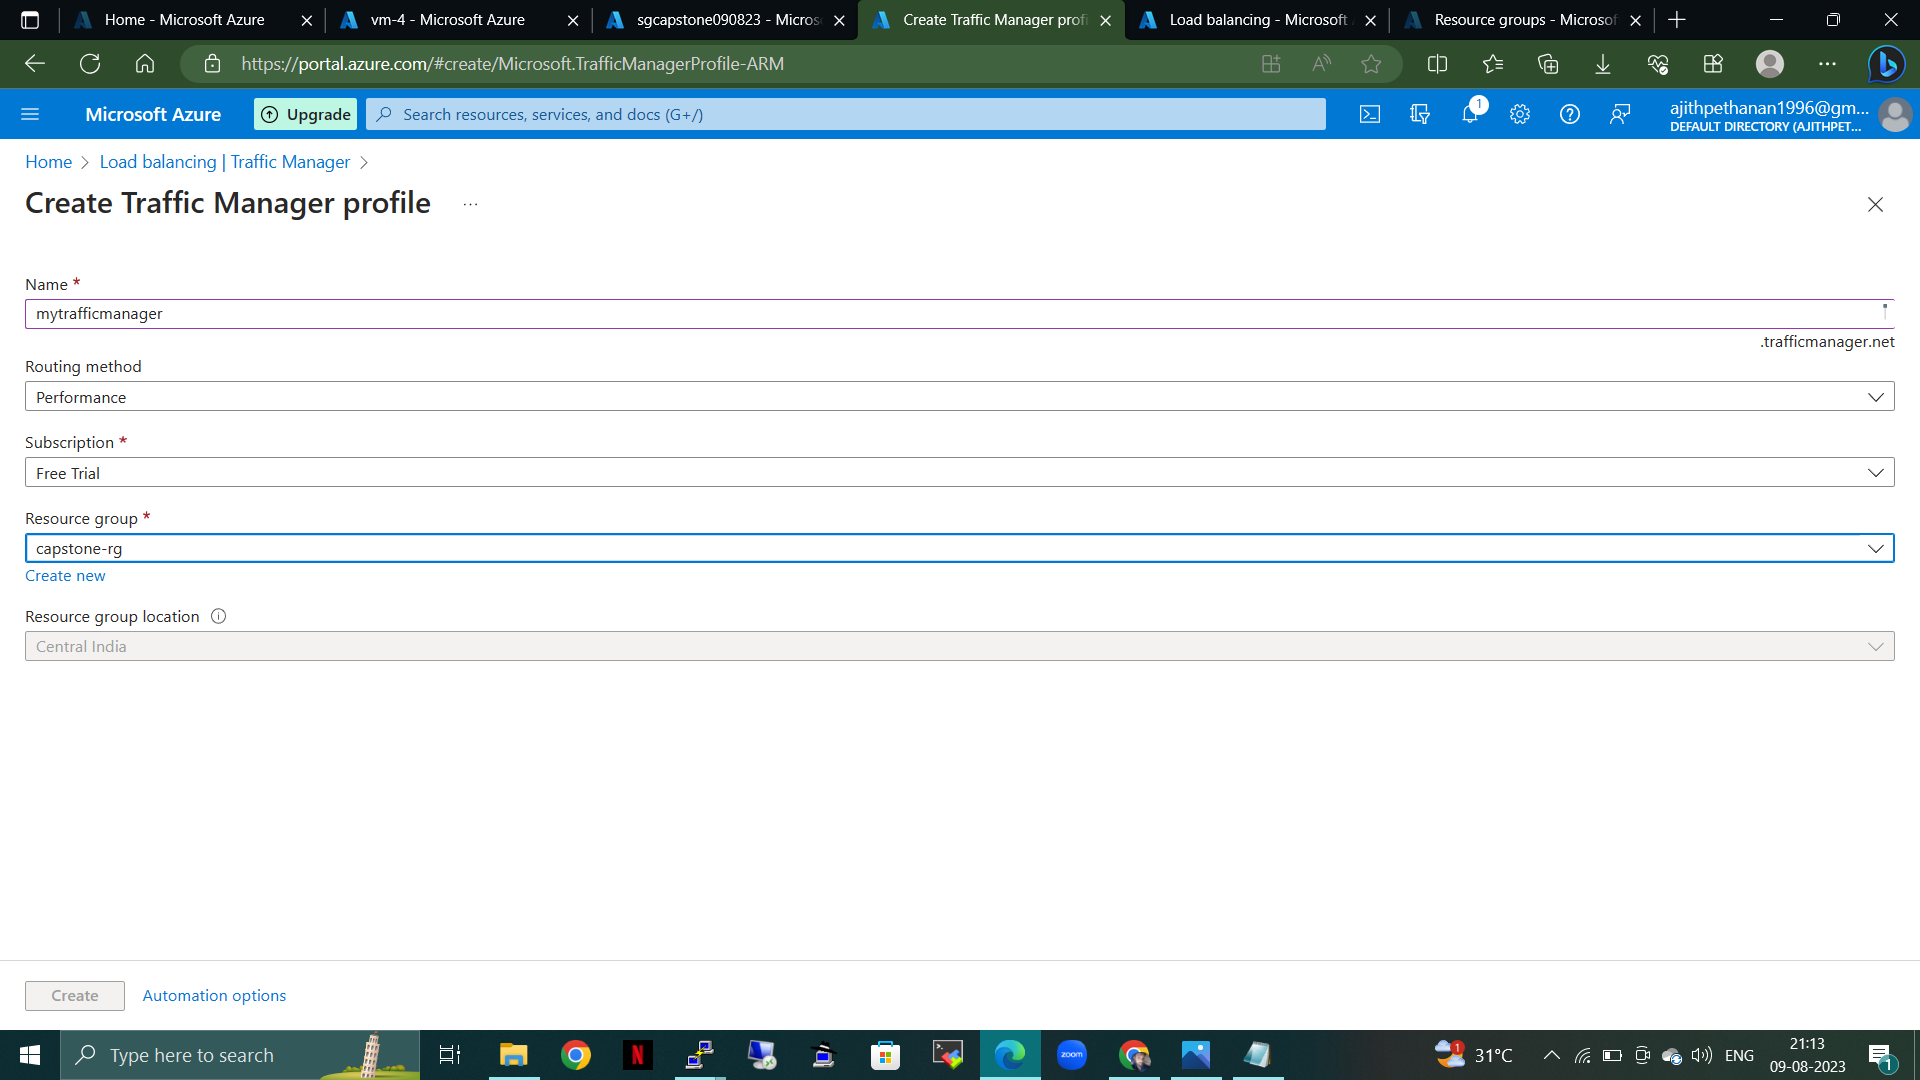 Home - Microsoft Azure
vm-4 - Microsoft Azure
sgcapstone090823 - Micros
Create Traffic Manager profi
Load balancing - Microsoft
Resource groups - Microsof
https://portal.azure.com/#create/Microsoft.TrafficManagerProfile-ARM
Microsoft Azure
Upgrade
Search resources, services, and docs (G+/)
1
ajithpethanan1996@gm...
DEFAULT DIRECTORY (AJITHPET...
Home > Load balancing | Traffic Manager >
Create Traffic Manager profile ...
Name *
mytrafficmanager
.trafficmanager.net
Routing method
Performance
Subscription *
Free Trial
Resource group *
capstone-rg
Create new
Resource group location
Central India
Create
Automation options
Type here to search
N
zoom
1
31°C
ENG
21:13
09-08-2023
1